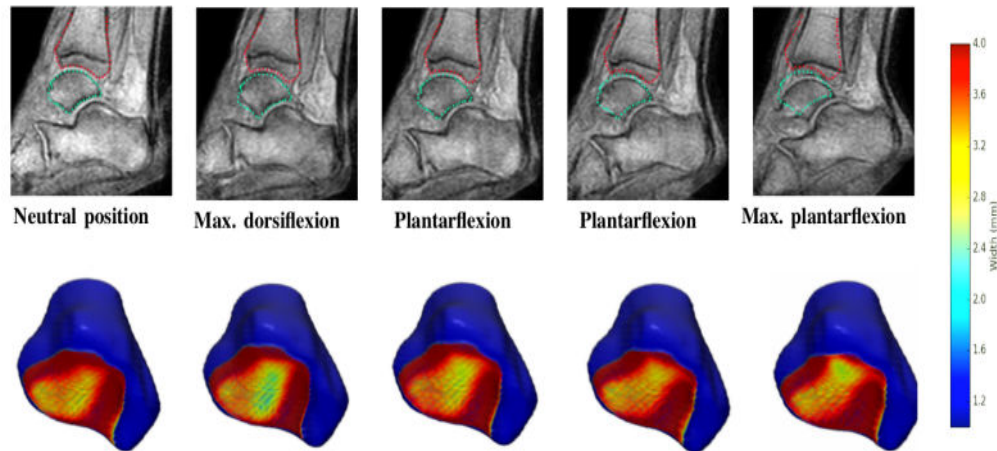 Neutral position
Max. dorsiflexion
Plantarflexion
Plantarflexion
Max. plantarflexion
4.0
3.6
3.2
2.8
2.4
2.0
1.6
1.2
Width (mm)